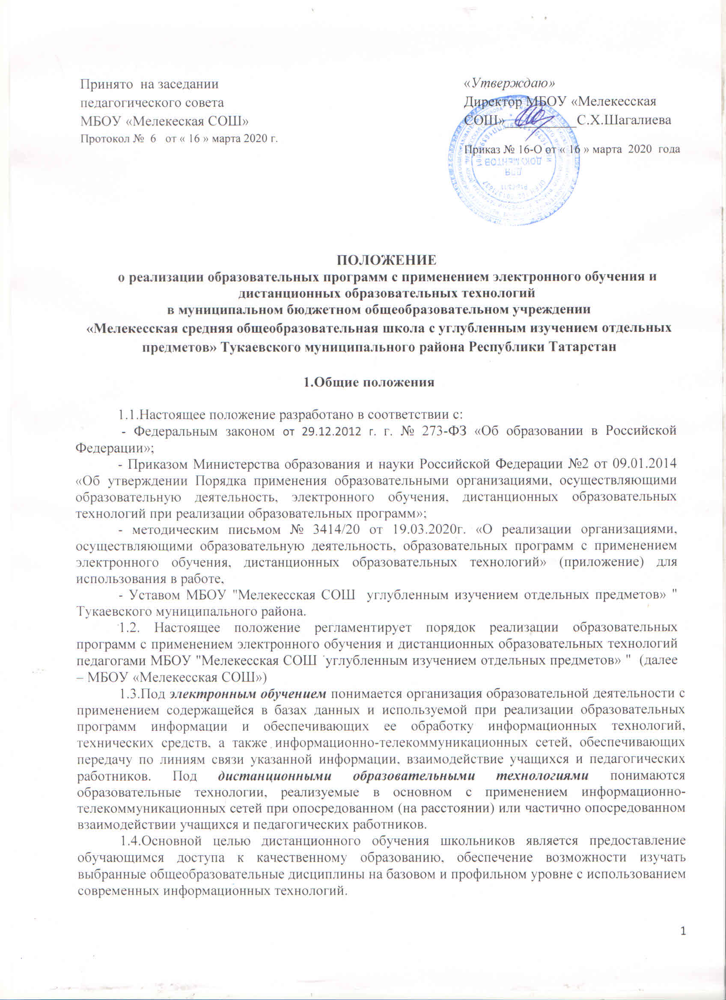 Принято  на заседании
педагогического совета
МБОУ «Мелекеская СОШ»
Протокол №  6   от « 16 » марта 2020 г.
«Утверждаю»
Директор МБОУ «Мелекесская
СОШ»__________С.Х.Шагалиева
Приказ № 16-О от « 16 » марта  2020  года
ДЛЯ
ДОКУМЕНТОВ
ПОЛОЖЕНИЕ
о реализации образовательных программ с применением электронного обучения и
дистанционных образовательных технологий
в муниципальном бюджетном общеобразовательном учреждении
«Мелекесская средняя общеобразовательная школа с углубленным изучением отдельных
предметов» Тукаевского муниципального района Республики Татарстан
1.Общие положения
1.1.Настоящее положение разработано в соответствии с:
- Федеральным законом от 29.12.2012 г. г. № 273-ФЗ «Об образовании в Российской
Федерации»;
- Приказом Министерства образования и науки Российской Федерации №2 от 09.01.2014
«Об утверждении Порядка применения образовательными организациями, осуществляющими
образовательную деятельность, электронного обучения, дистанционных образовательных
технологий при реализации образовательных программ»;
- методическим письмом № 3414/20 от 19.03.2020г. «О реализации организациями,
осуществляющими образовательную деятельность, образовательных программ с применением
электронного обучения, дистанционных образовательных технологий» (приложение) для
использования в работе,
- Уставом МБОУ "Мелекесская СОШ  углубленным изучением отдельных предметов» "
Тукаевского муниципального района.
1.2. Настоящее положение регламентирует порядок реализации образовательных
программ с применением электронного обучения и дистанционных образовательных технологий
педагогами МБОУ "Мелекесская СОШ  углубленным изучением отдельных предметов» "  (далее
– МБОУ «Мелекесская СОШ»)
1.3.Под электронным обучением понимается организация образовательной деятельности с
применением содержащейся в базах данных и используемой при реализации образовательных
программ информации и обеспечивающих ее обработку информационных технологий,
технических средств, а также информационно-телекоммуникационных сетей, обеспечивающих
передачу по линиям связи указанной информации, взаимодействие учащихся и педагогических
работников. Под дистанционными образовательными технологиями понимаются
образовательные технологии, реализуемые в основном с применением информационно-
телекоммуникационных сетей при опосредованном (на расстоянии) или частично опосредованном
взаимодействии учащихся и педагогических работников.
1.4.Основной целью дистанционного обучения школьников является предоставление
обучающимся доступа к качественному образованию, обеспечение возможности изучать
выбранные общеобразовательные дисциплины на базовом и профильном уровне с использованием
современных информационных технологий.
1